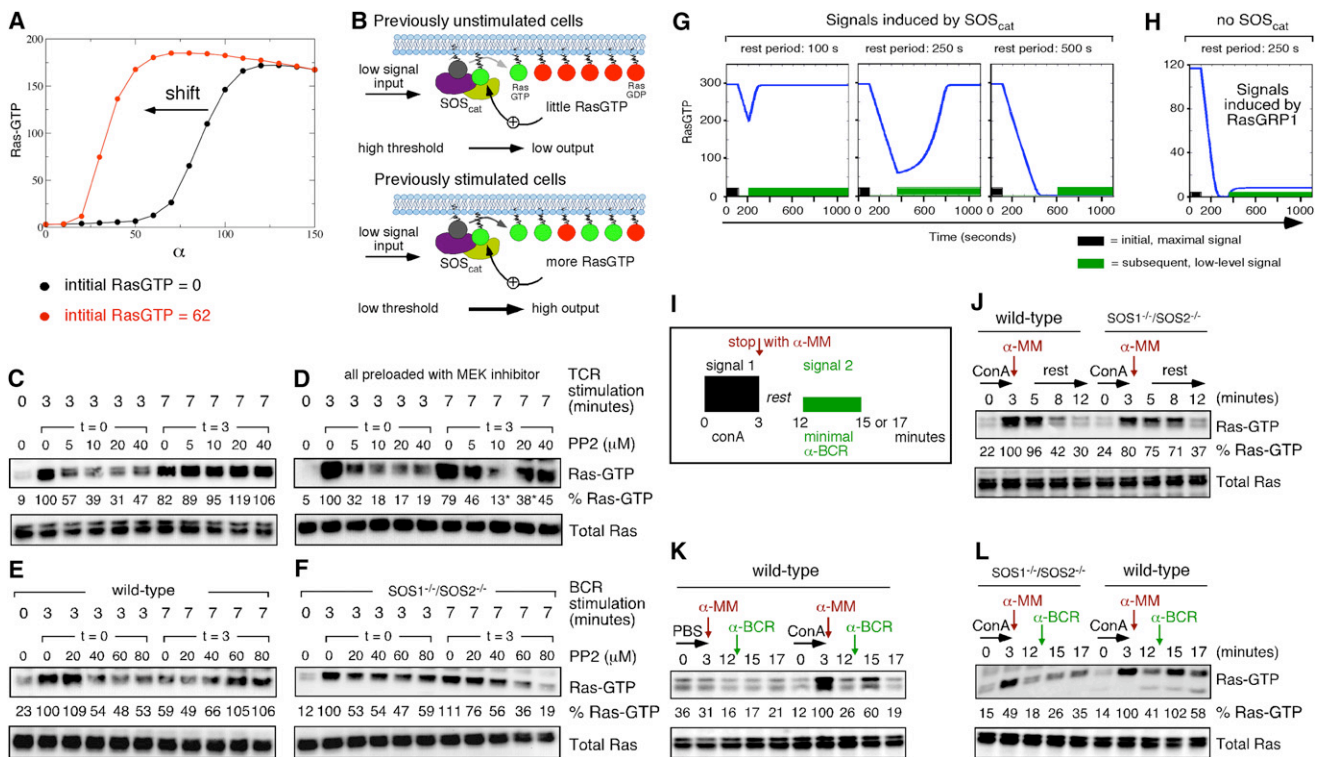 A
Ras-GTP
200
150
100
50
0
shift
0 50 100 150
α
intitial RasGTP = 0
intitial RasGTP = 62
B
Previously unstimulated cells
low signal input
SOScat
Ras GTP
Ras GDP
little RasGTP
high threshold
low output
Previously stimulated cells
low signal input
SOScat
more RasGTP
low threshold
high output
G
Signals induced by SOScat
rest period: 100 s
rest period: 250 s
rest period: 500 s
RasGTP
300
200
100
0
200 600 1000
200 600 1000
200 600 1000
H
no SOScat
rest period: 250 s
Signals induced by RasGRP1
120
80
40
0
200 600 1000
Time (seconds)
= initial, maximal signal
= subsequent, low-level signal
C
0 3 3 3 3 3 7 7 7 7 7
t = 0
t = 3
0 0 5 10 20 40 0 5 10 20 40
9 100 57 39 31 47 82 89 95 119 106
D
all preloaded with MEK inhibitor
TCR stimulation (minutes)
0 3 3 3 3 3 7 7 7 7 7
t = 0
t = 3
0 0 5 10 20 40 0 5 10 20 40
PP2 (μM)
Ras-GTP
5 100 32 18 17 19 79 46 13* 38* 45
% Ras-GTP
Total Ras
E
wild-type
0 3 3 3 3 3 7 7 7 7 7
t = 0
t = 3
0 0 20 40 60 80 0 20 40 60 80
23 100 109 54 48 53 59 49 66 105 106
F
SOS1-/-/SOS2-/-
BCR stimulation (minutes)
0 3 3 3 3 3 7 7 7 7 7
t = 0
t = 3
0 0 20 40 60 80 0 20 40 60 80
PP2 (μM)
Ras-GTP
12 100 53 54 47 59 111 76 56 36 19
% Ras-GTP
Total Ras
I
stop with α-MM
signal 1
signal 2
rest
0 3 12 15 or 17
conA
minimal α-BCR
minutes
J
wild-type
SOS1-/-/SOS2-/-
α-MM
α-MM
ConA
rest
ConA
rest
0 3 5 8 12 0 3 5 8 12
(minutes)
Ras-GTP
22 100 96 42 30 24 80 75 71 37
% Ras-GTP
Total Ras
K
wild-type
α-MM
α-MM
PBS
α-BCR
ConA
α-BCR
0 3 12 15 17 0 3 12 15 17
36 31 16 17 21 12 100 26 60 19
L
SOS1-/-/SOS2-/-
wild-type
α-MM
α-MM
ConA
α-BCR
ConA
α-BCR
0 3 12 15 17 0 3 12 15 17
(minutes)
Ras-GTP
15 49 18 26 35 14 100 41 102 58
% Ras-GTP
Total Ras